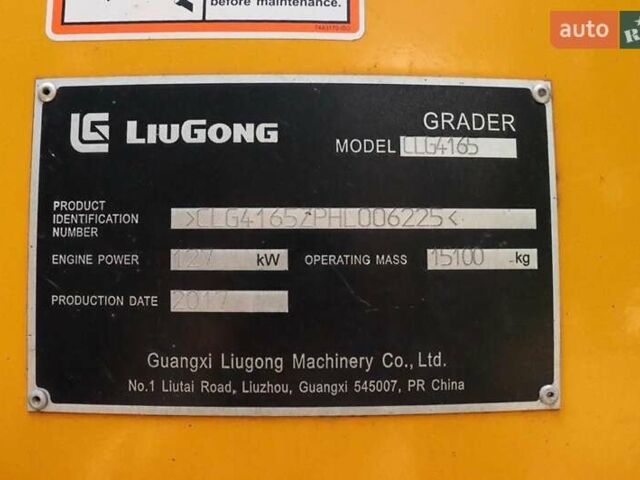 before maintenance.
auto
LIUGONG
GRADER
MODEL CLG4165
PRODUCT IDENTIFICATION NUMBER >CLG4165ZPHL006225<
ENGINE POWER 127 kW OPERATING MASS 15100 kg
PRODUCTION DATE 2017
Guangxi Liugong Machinery Co., Ltd.
No.1 Liutai Road, Liuzhou, Guangxi 545007, PR China